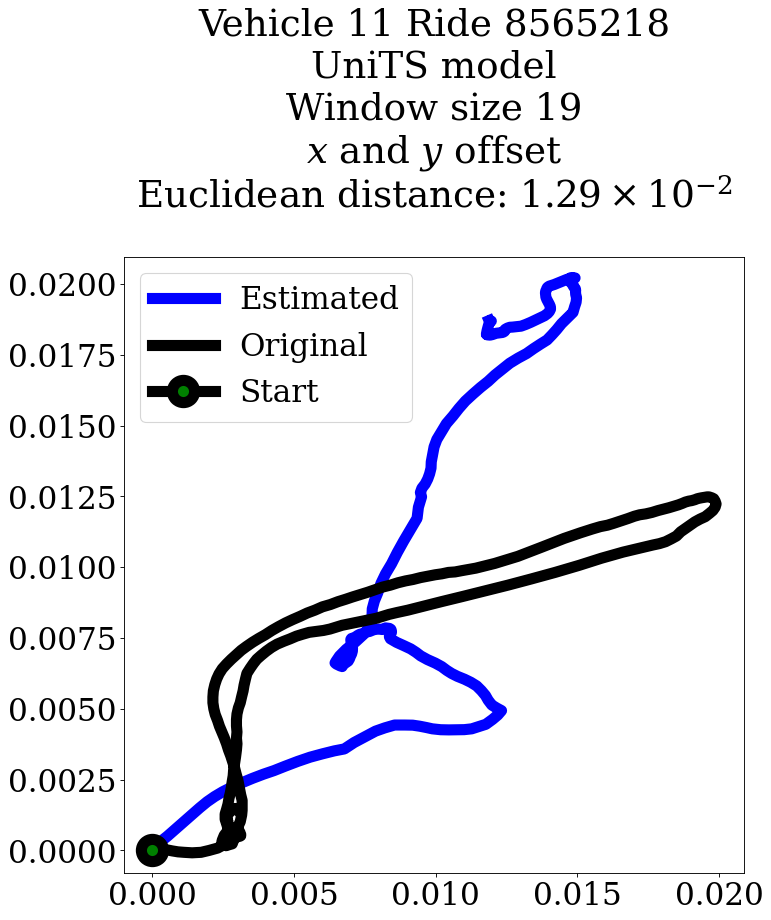 Vehicle 11 Ride 8565218
UniTS model
Window size 19
x and y offset
Euclidean distance: 1.29 × 10⁻²
Estimated
Original
Start
0.0200
0.0175
0.0150
0.0125
0.0100
0.0075
0.0050
0.0025
0.0000
0.000 0.005 0.010 0.015 0.020